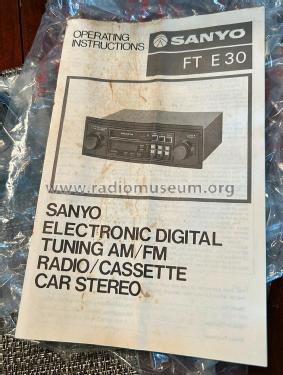 OPERATING
INSTRUCTIONS
SANYO
FT E30
www.radiomuseum.org
SANYO
ELECTRONIC DIGITAL
TUNING AM/FM
RADIO/CASSETTE
CAR STEREO